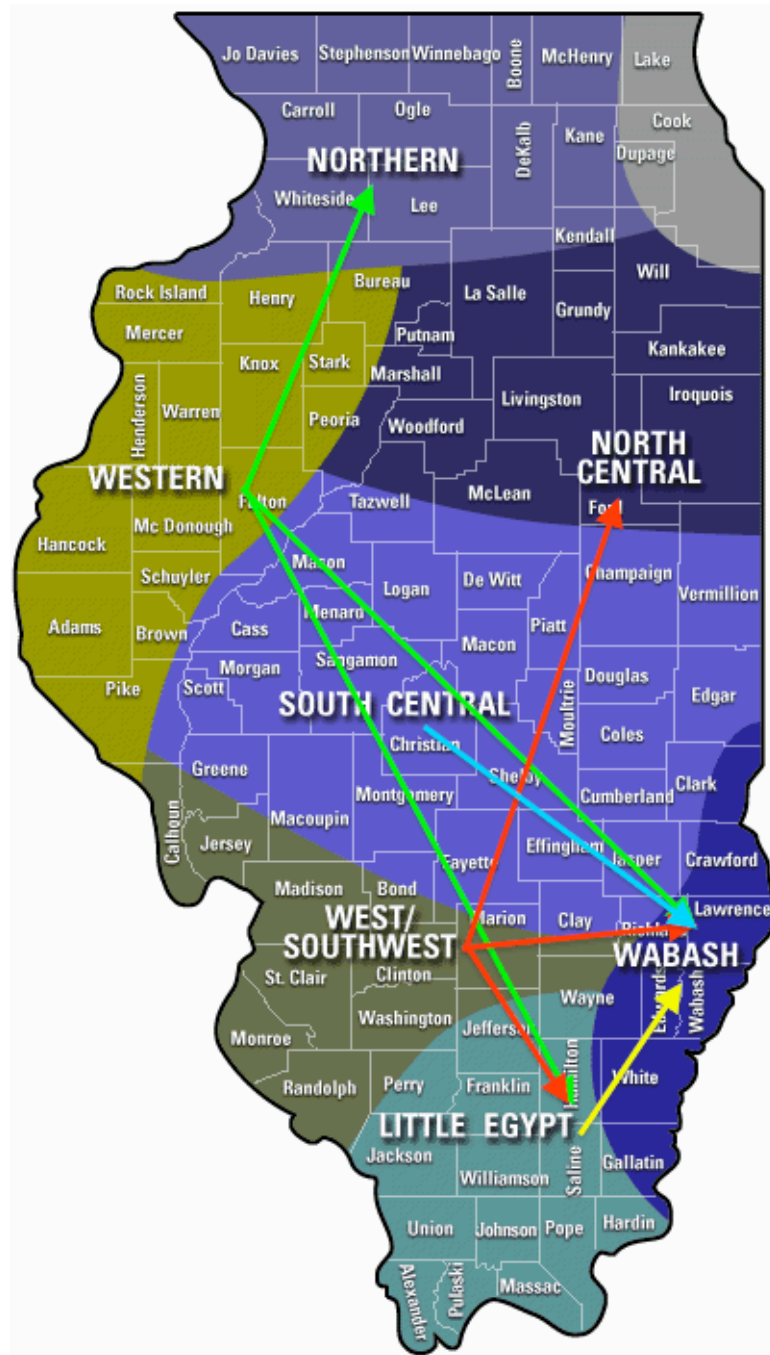 Jo Davies
Stephenson
Winnebago
Boone
McHenry
Lake
Carroll
Ogle
DeKalb
Kane
Cook
Dupage
NORTHERN
Whiteside
Lee
Kendall
Will
Rock Island
Henry
Bureau
La Salle
Grundy
Mercer
Putnam
Kankakee
Knox
Stark
Marshall
Henderson
Warren
Peoria
Woodford
Livingston
Iroquois
NORTH
CENTRAL
WESTERN
Fulton
Tazwell
McLean
Ford
Mc Donough
Hancock
Schuyler
Mason
Logan
De Witt
Champaign
Vermillion
Adams
Brown
Cass
Menard
Macon
Piatt
Pike
Scott
Morgan
Sangamon
Moultrie
Douglas
Edgar
SOUTH CENTRAL
Christian
Coles
Greene
Shelby
Clark
Calhoun
Macoupin
Montgomery
Cumberland
Jersey
Fayette
Effingham
Jasper
Crawford
Madison
Bond
Marion
Clay
Lawrence
WEST/
SOUTHWEST
WABASH
St. Clair
Clinton
Wayne
Edwards
Wabash
Washington
Jefferson
Monroe
Randolph
Perry
Franklin
Hamilton
White
LITTLE EGYPT
Jackson
Williamson
Saline
Gallatin
Union
Johnson
Pope
Hardin
Alexander
Pulaski
Massac